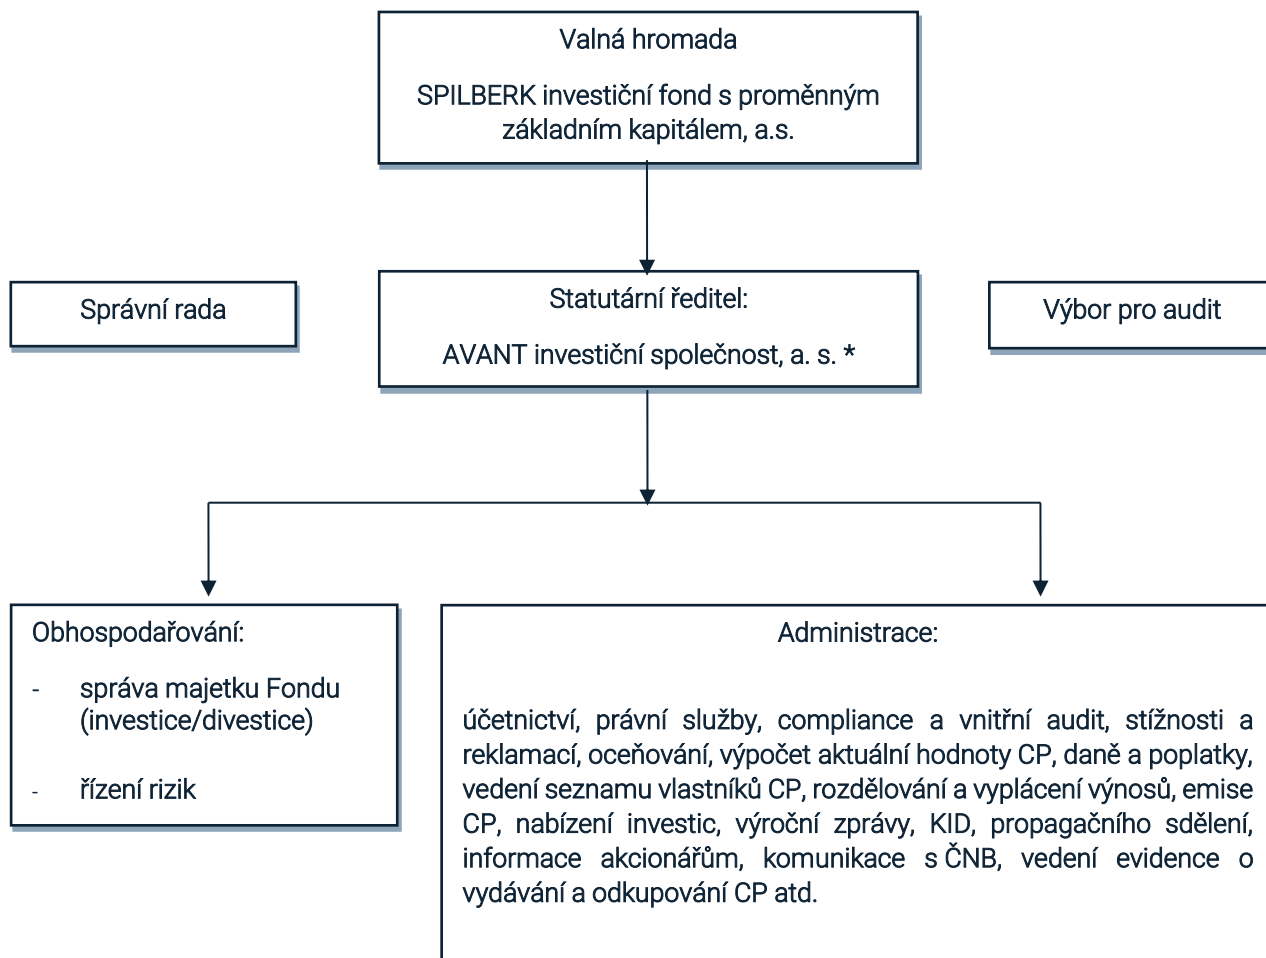 Valná hromada
SPILBERK investiční fond s proměnným
základním kapitálem, a.s.
Správní rada
Statutární ředitel:
AVANT investiční společnost, a. s. *
Výbor pro audit
Obhospodařování:
- správa majetku Fondu
(investice/divestice)
- řízení rizik
Administrace:
účetnictví, právní služby, compliance a vnitřní audit, stížnosti a
reklamací, oceňování, výpočet aktuální hodnoty CP, daně a poplatky,
vedení seznamu vlastníků CP, rozdělování a vyplácení výnosů, emise
CP, nabízení investic, výroční zprávy, KID, propagačního sdělení,
informace akcionářům, komunikace s ČNB, vedení evidence o
vydávání a odkupování CP atd.